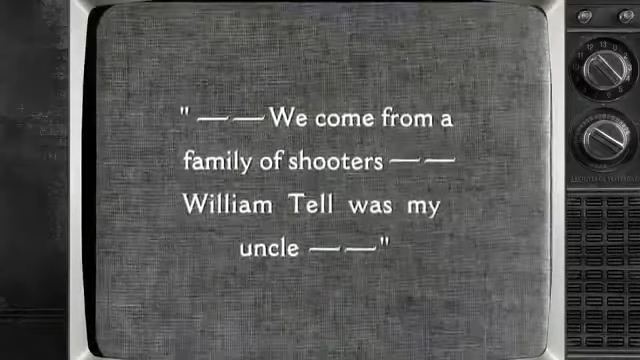 " — — We come from a
family of shooters — —
William Tell was my
uncle — — "